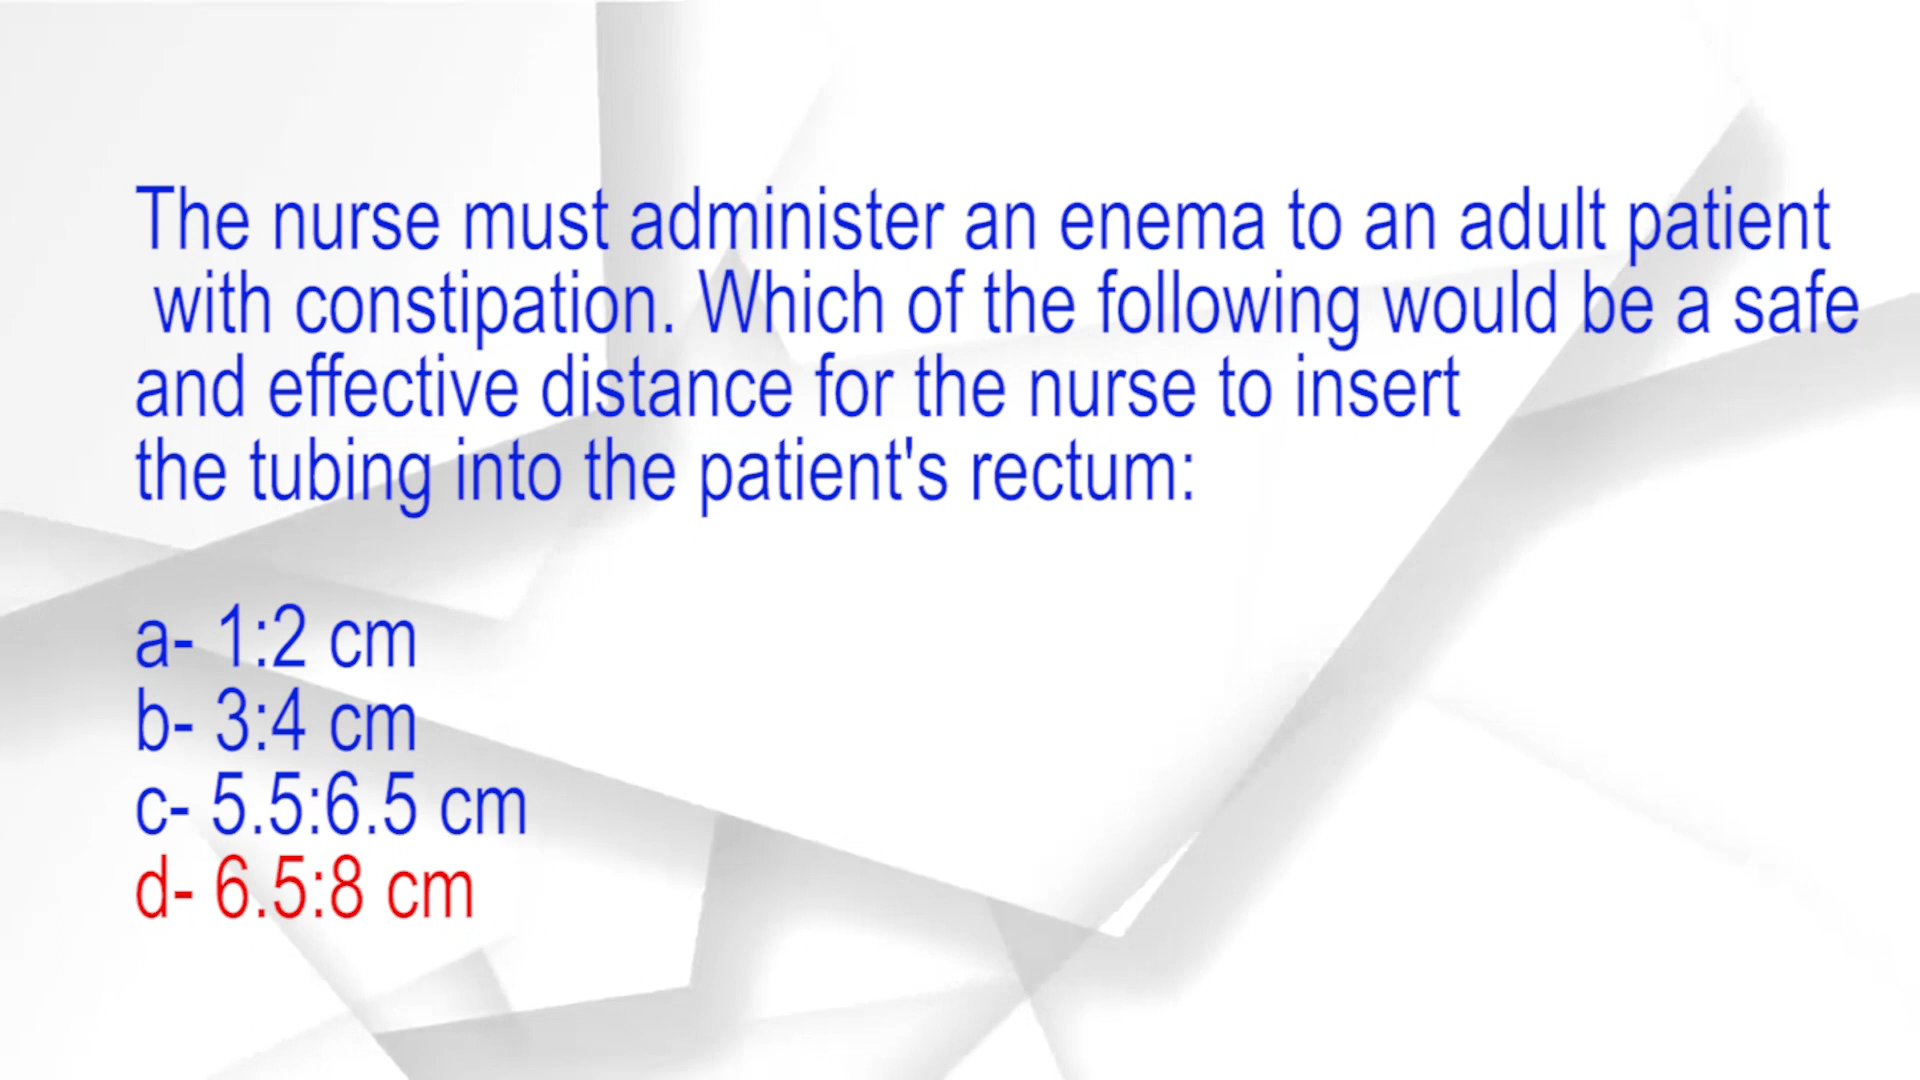 The nurse must administer an enema to an adult patient
with constipation. Which of the following would be a safe
and effective distance for the nurse to insert
the tubing into the patient's rectum:
a- 1:2 cm
b- 3:4 cm
c- 5.5:6.5 cm
d- 6.5:8 cm